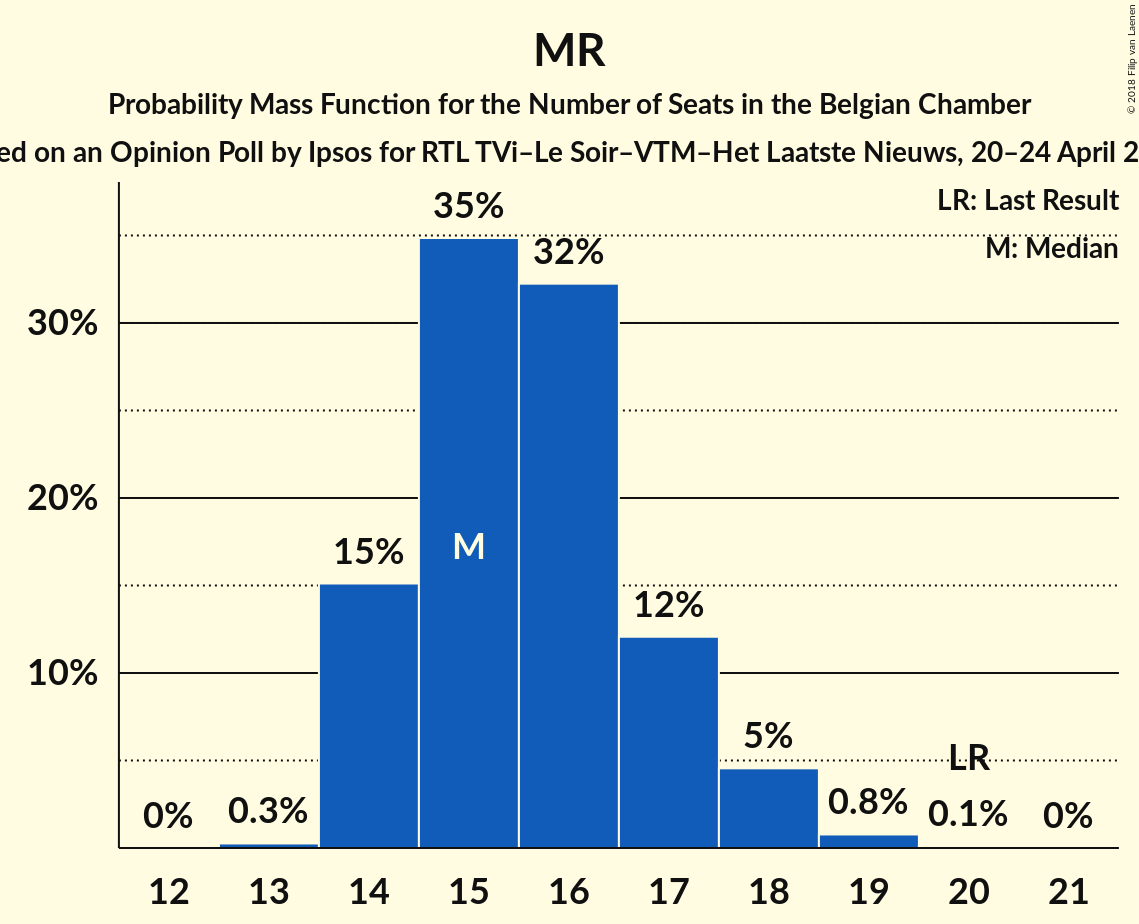 MR
Probability Mass Function for the Number of Seats in the Belgian Chamber
on an Opinion Poll by Ipsos for RTL TVi–Le Soir–VTM–Het Laatste Nieuws, 20–24 April
© 2018 Filip van Laenen
LR: Last Result
M: Median
35%
32%
30%
20%
M
15%
12%
10%
5%
LR
0%
0.3%
0.8%
0.1%
0%
12 13 14 15 16 17 18 19 20 21